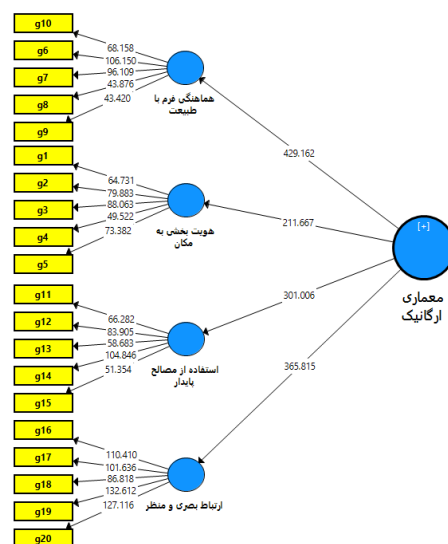 g10
g6
g7
g8
g9
68.158
106.150
96.109
43.876
43.420
هماهنگی فرم با
طبیعت
429.162
g1
g2
g3
g4
g5
64.731
79.883
88.063
49.522
73.382
هویت بخشی به
مکان
211.667
[+]
معماری
ارگانیک
g11
g12
g13
g14
g15
66.282
83.905
58.683
104.846
51.354
استفاده از مصالح
پایدار
301.006
g16
g17
g18
g19
g20
110.410
101.636
86.818
132.612
127.116
ارتباط بصری و منظر
365.815